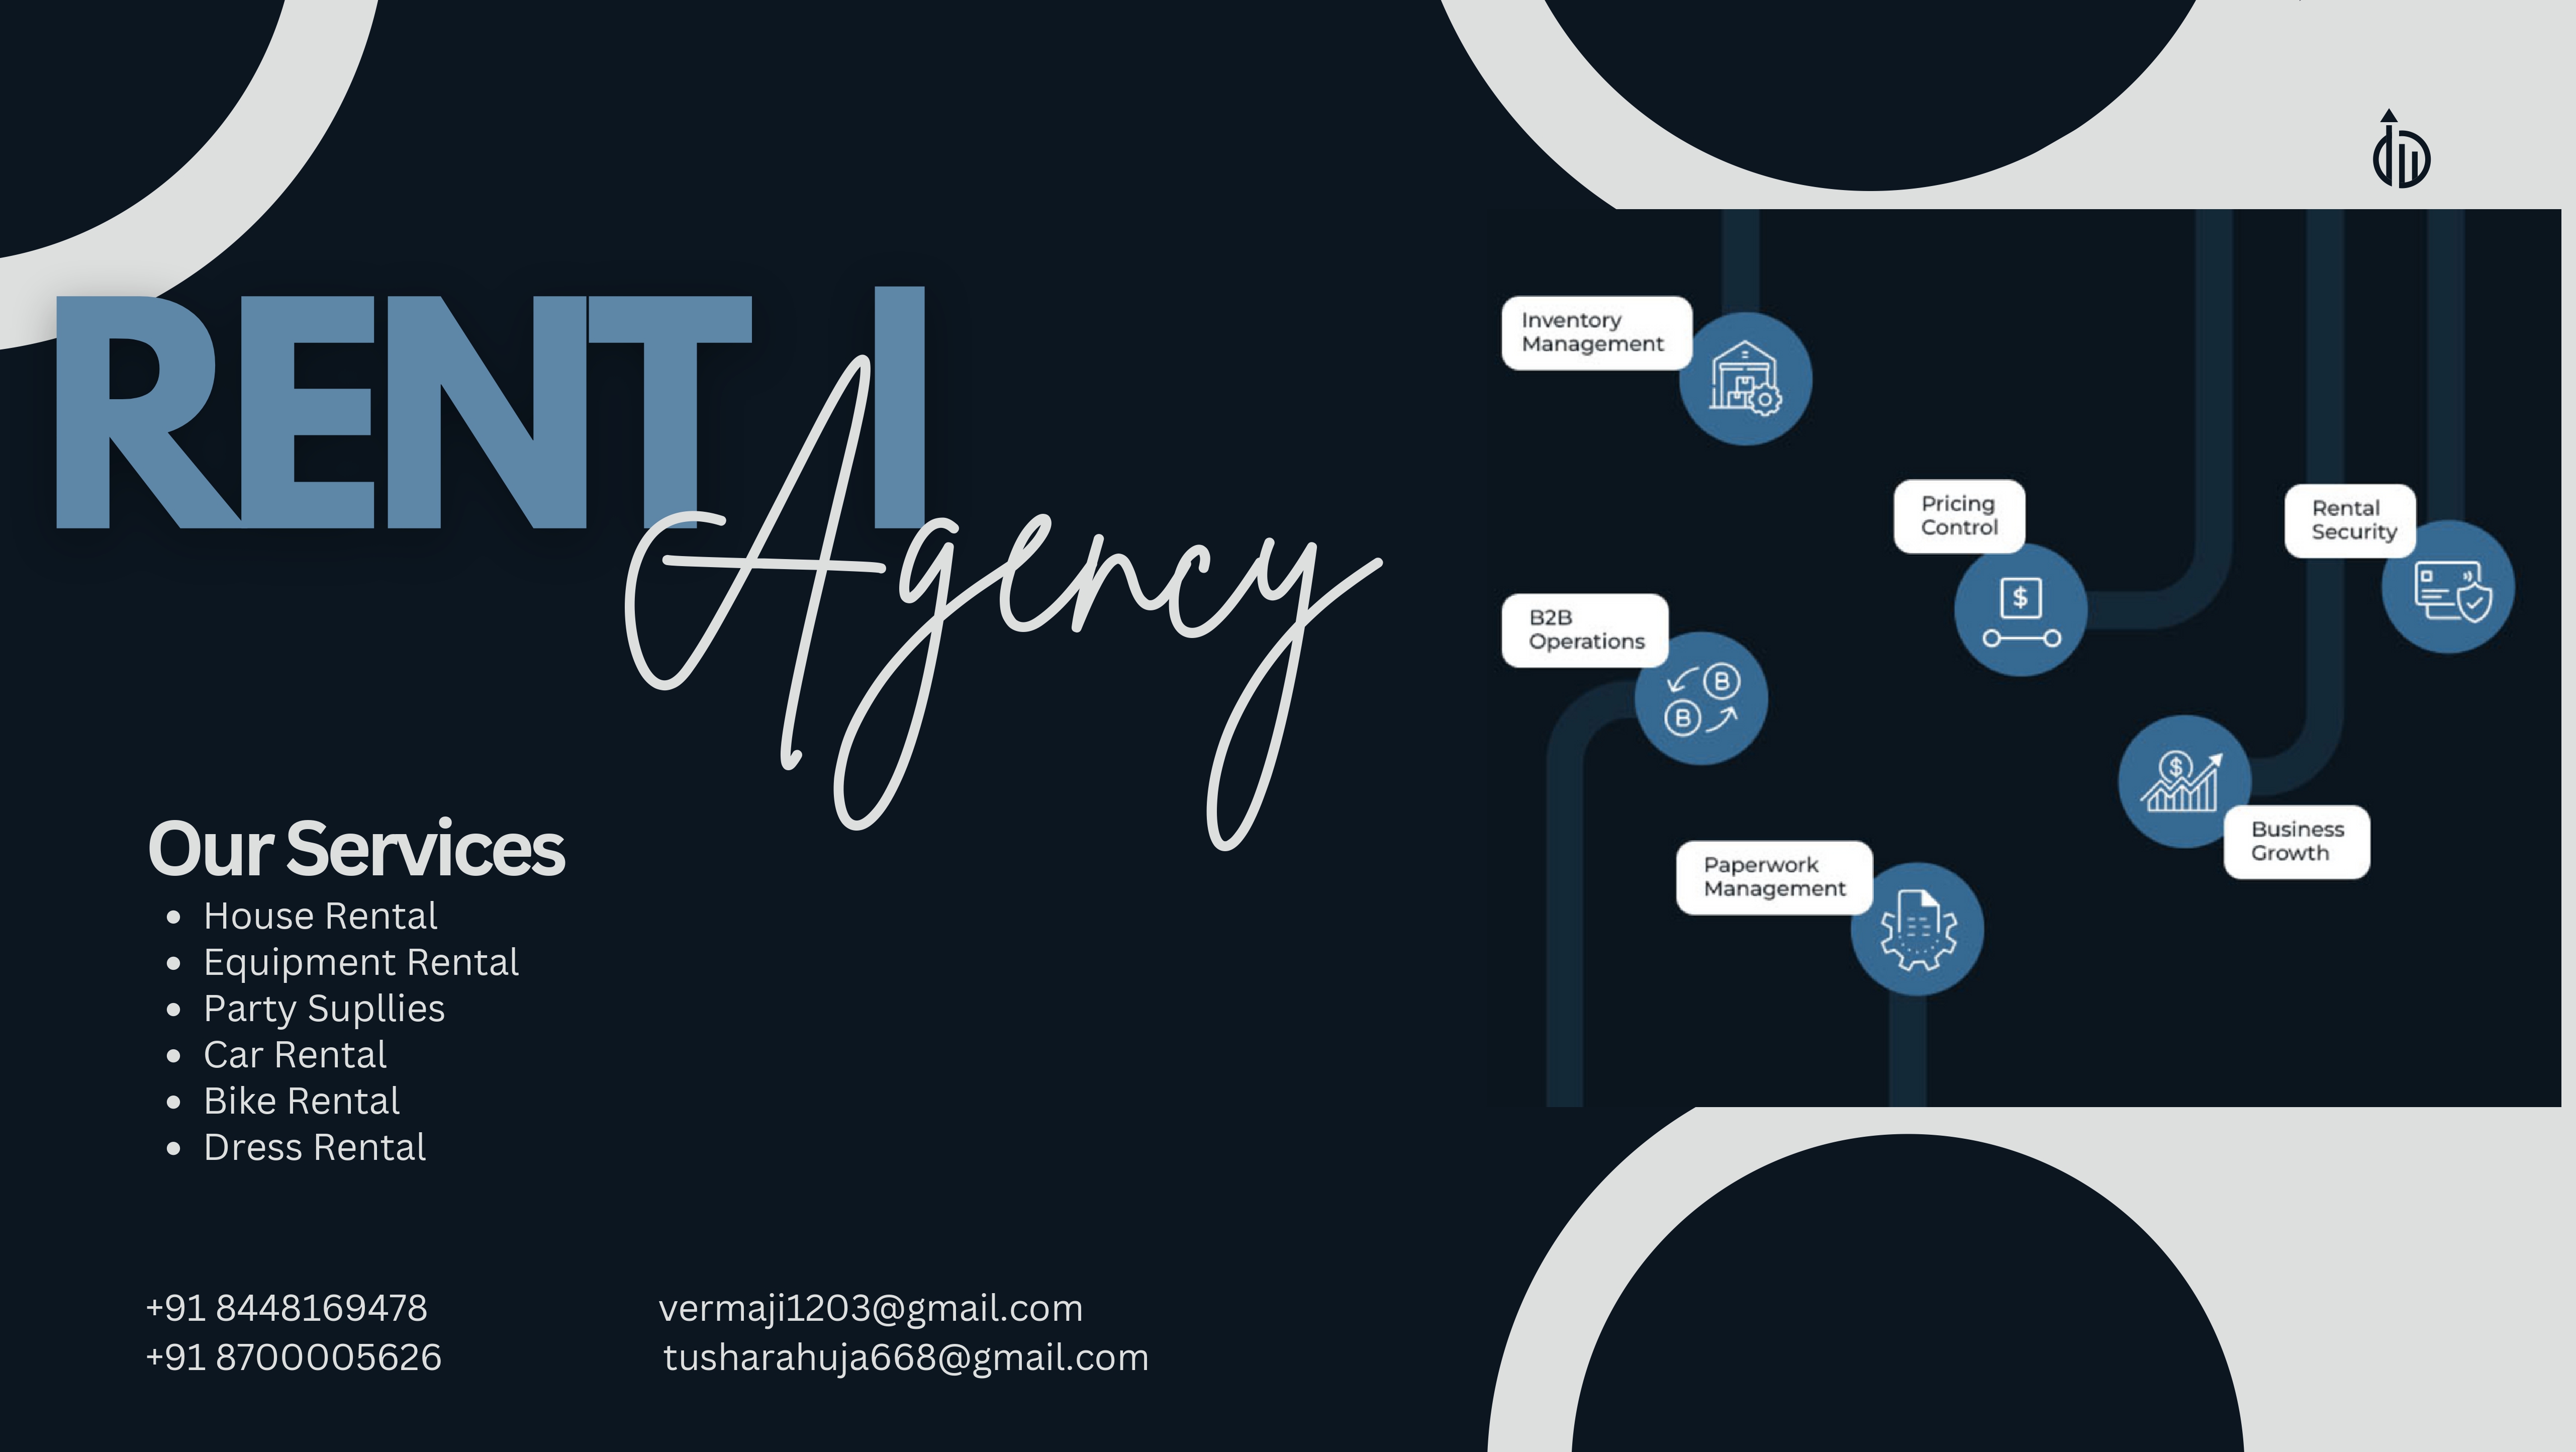 RENT l
Agency
Our Services
House Rental
Equipment Rental
Party Supllies
Car Rental
Bike Rental
Dress Rental
+91 8448169478
+91 8700005626
vermaji1203@gmail.com
tusharahuja668@gmail.com
Inventory
Management
Pricing
Control
$
Rental
Security
B2B
Operations
B
B
$
Business
Growth
Paperwork
Management